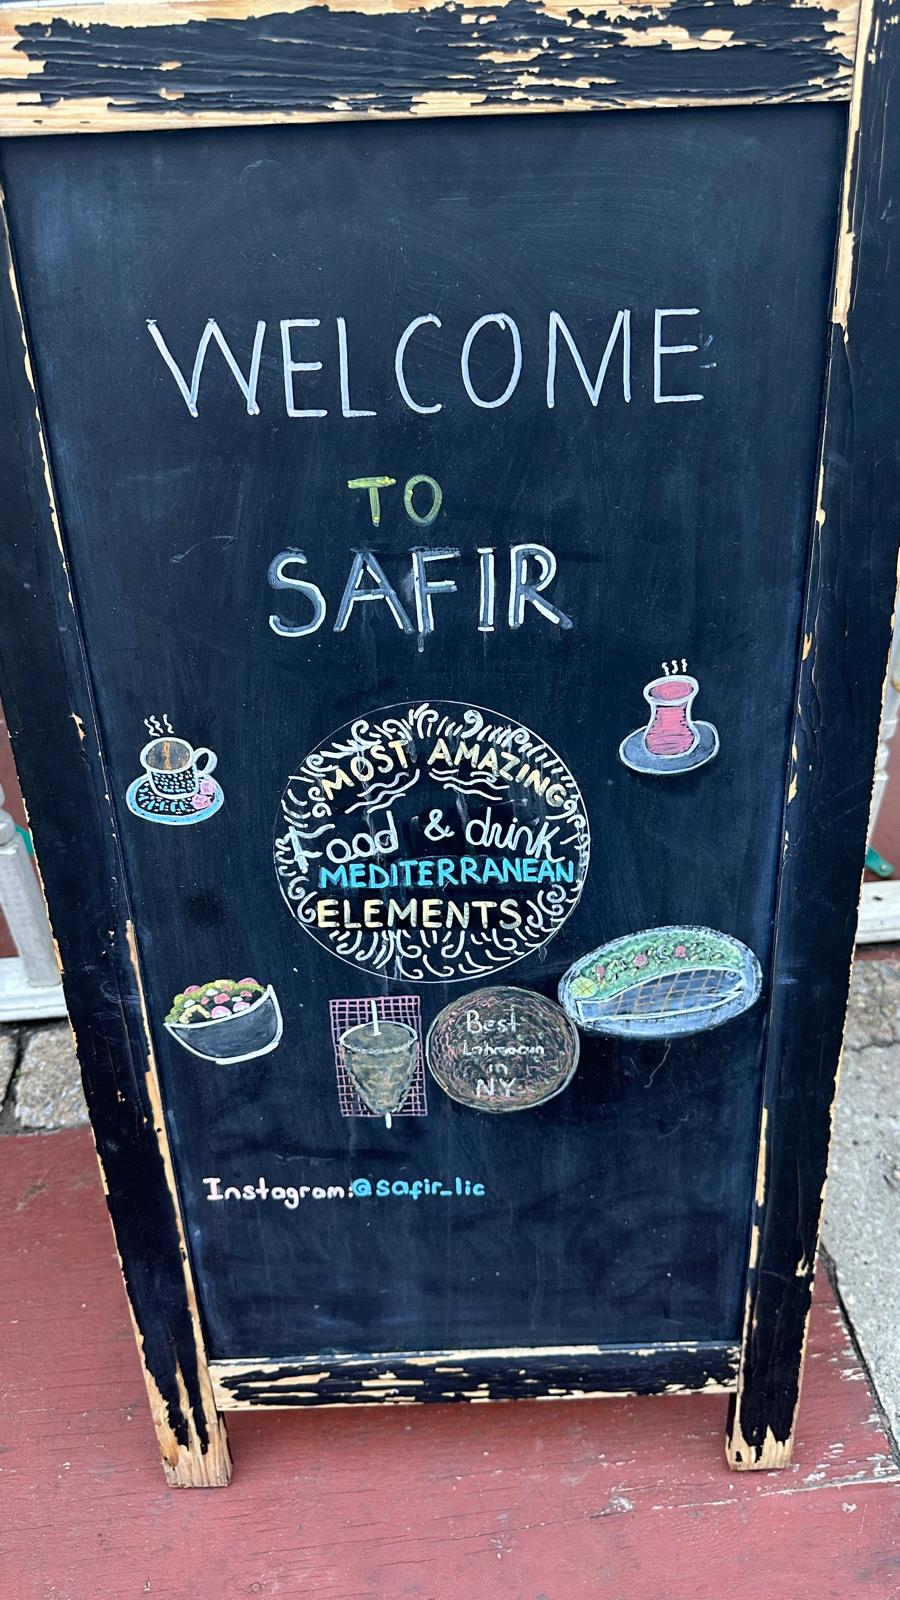 WELCOME
TO
SAFIR
MOST AMAZING
Food & drink
MEDITERRANEAN
ELEMENTS
Best
Lahmacun
in
NY
Instagram:@safir_lic